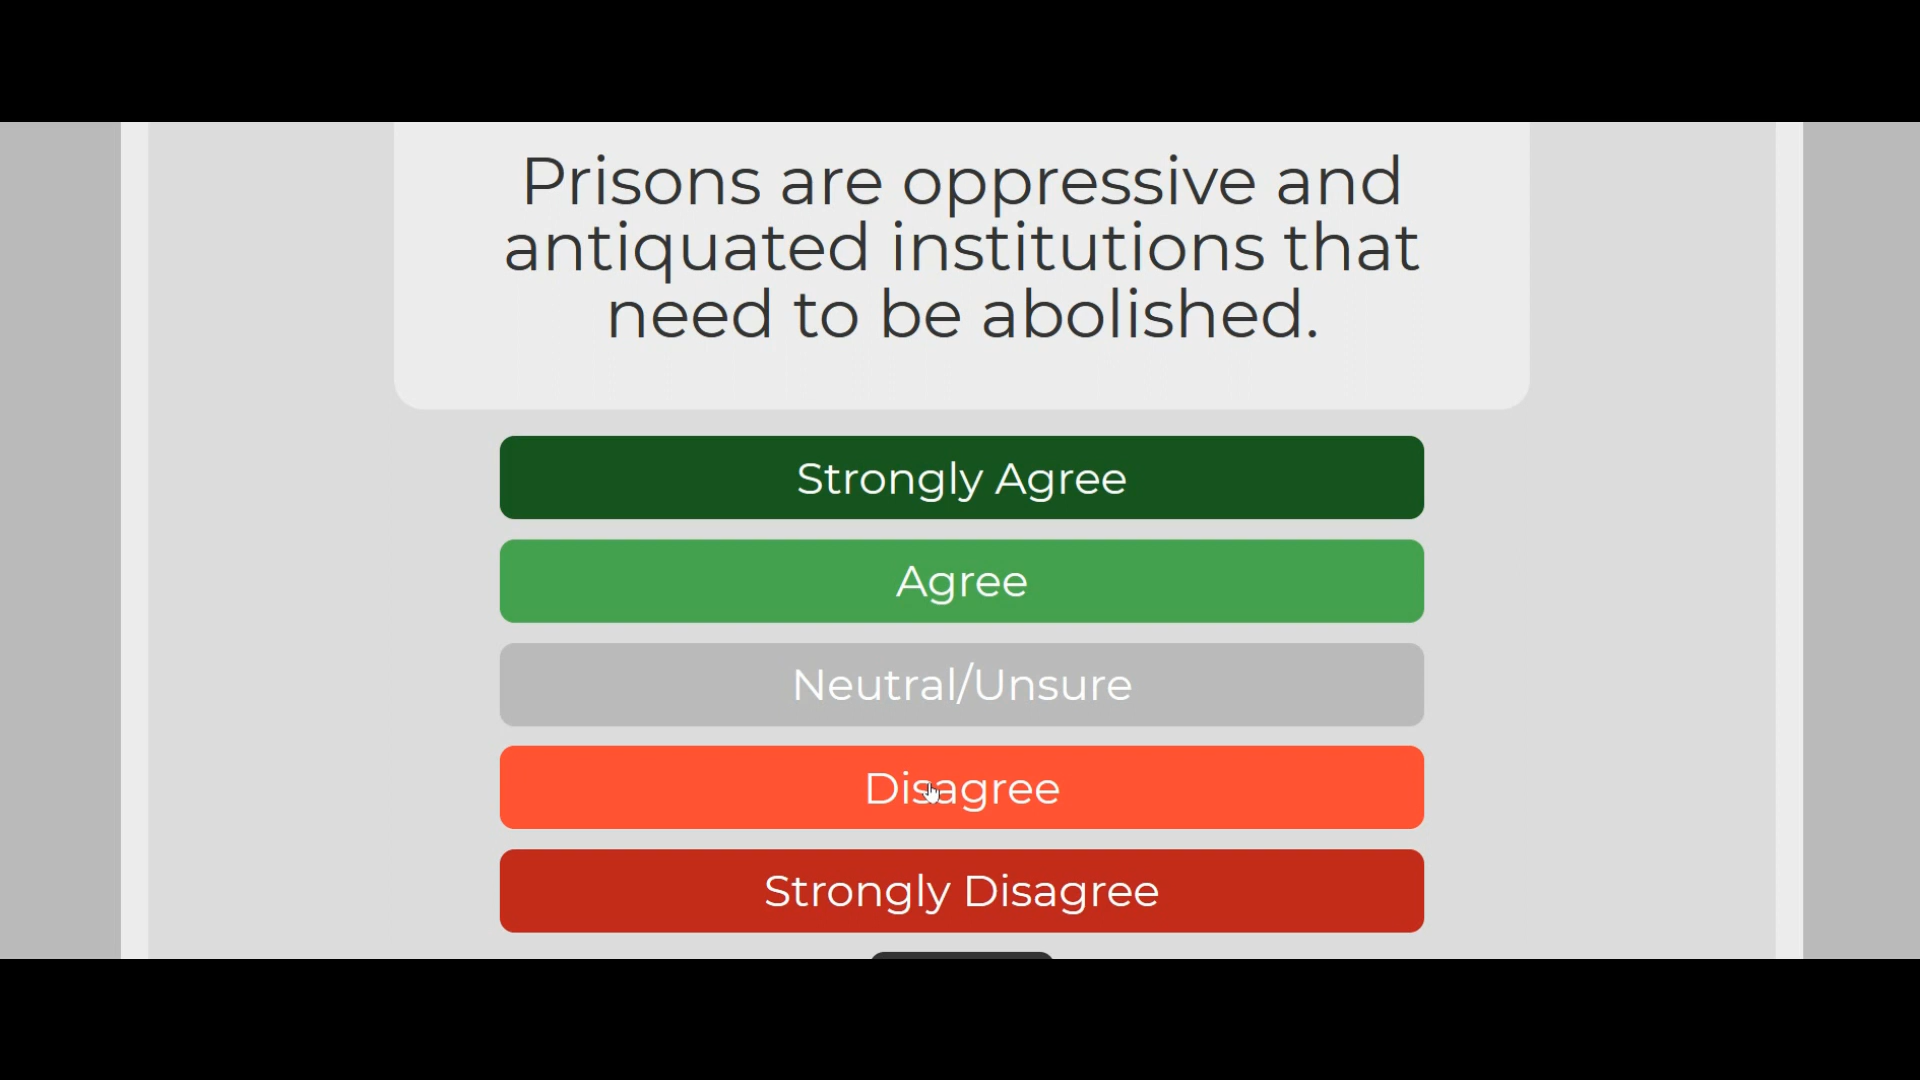 Prisons are oppressive and
antiquated institutions that
need to be abolished.
Strongly Agree
Agree
Neutral/Unsure
Disagree
Strongly Disagree